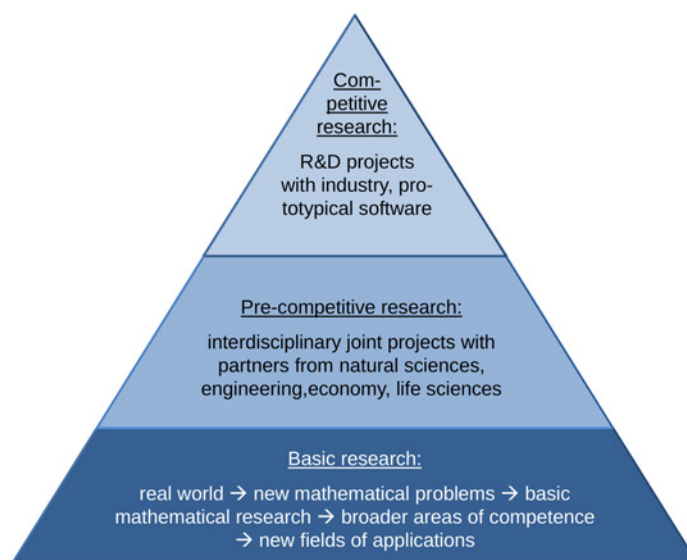 Com-
petitive
research:
R&D projects
with industry, pro-
totypical software
Pre-competitive research:
interdisciplinary joint projects with
partners from natural sciences,
engineering,economy, life sciences
Basic research:
real world → new mathematical problems → basic
mathematical research → broader areas of competence
→ new fields of applications